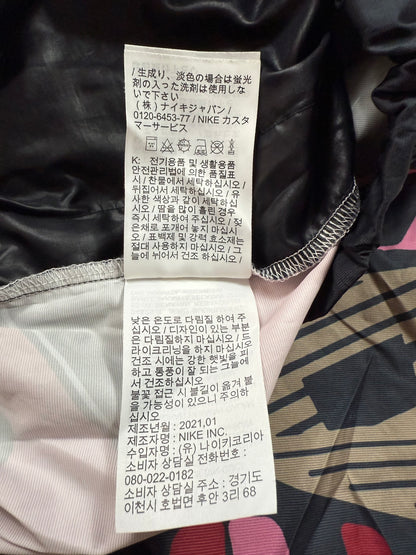 / 生成り、淡色の場合は蛍光
剤の入った洗剤は使用しな
いで下さい
(株)ナイキジャパン/
0120-6453-77 / NIKE カスタ
マーサービス
K: 전기용품 및 생활용품
안전관리법에 의한 품질표
시 / 찬물에서 세탁하십시오 /
뒤집어서 세탁하십시오 / 유
사한 색상과 같이 세탁하십
시오 / 땀을 많이 흘린 경우
즉시 세탁하여 주십시오 / 젖
은채로 포개어 놓지 마십시
오 / 표백제 및 강력 효소제는
절대 사용하지 마십시오 / 그
늘에 뉘어서 건조 하십시오 /
낮은 온도로 다림질 하여 주
십시오 / 디자인이 있는 부분
은 다림질하지 마십시오 / 드
라이크리닝을 하지 마십시오 /
건조 시에는 강한 햇빛을 피
하고 통풍이 잘 되는 그늘에
서 건조하십시오
불꽃 접근 시 불길이 옮겨 붙
을 가능성이 있으니 주의하
십시오
제조년월 : 2021,01
제조자명 : NIKE INC.
수입자명 : (유) 나이키코리아
소비자 상담실 전화번호 :
080-022-0182
소비자 상담실 주소 : 경기도
이천시 호법면 후안 3리 68